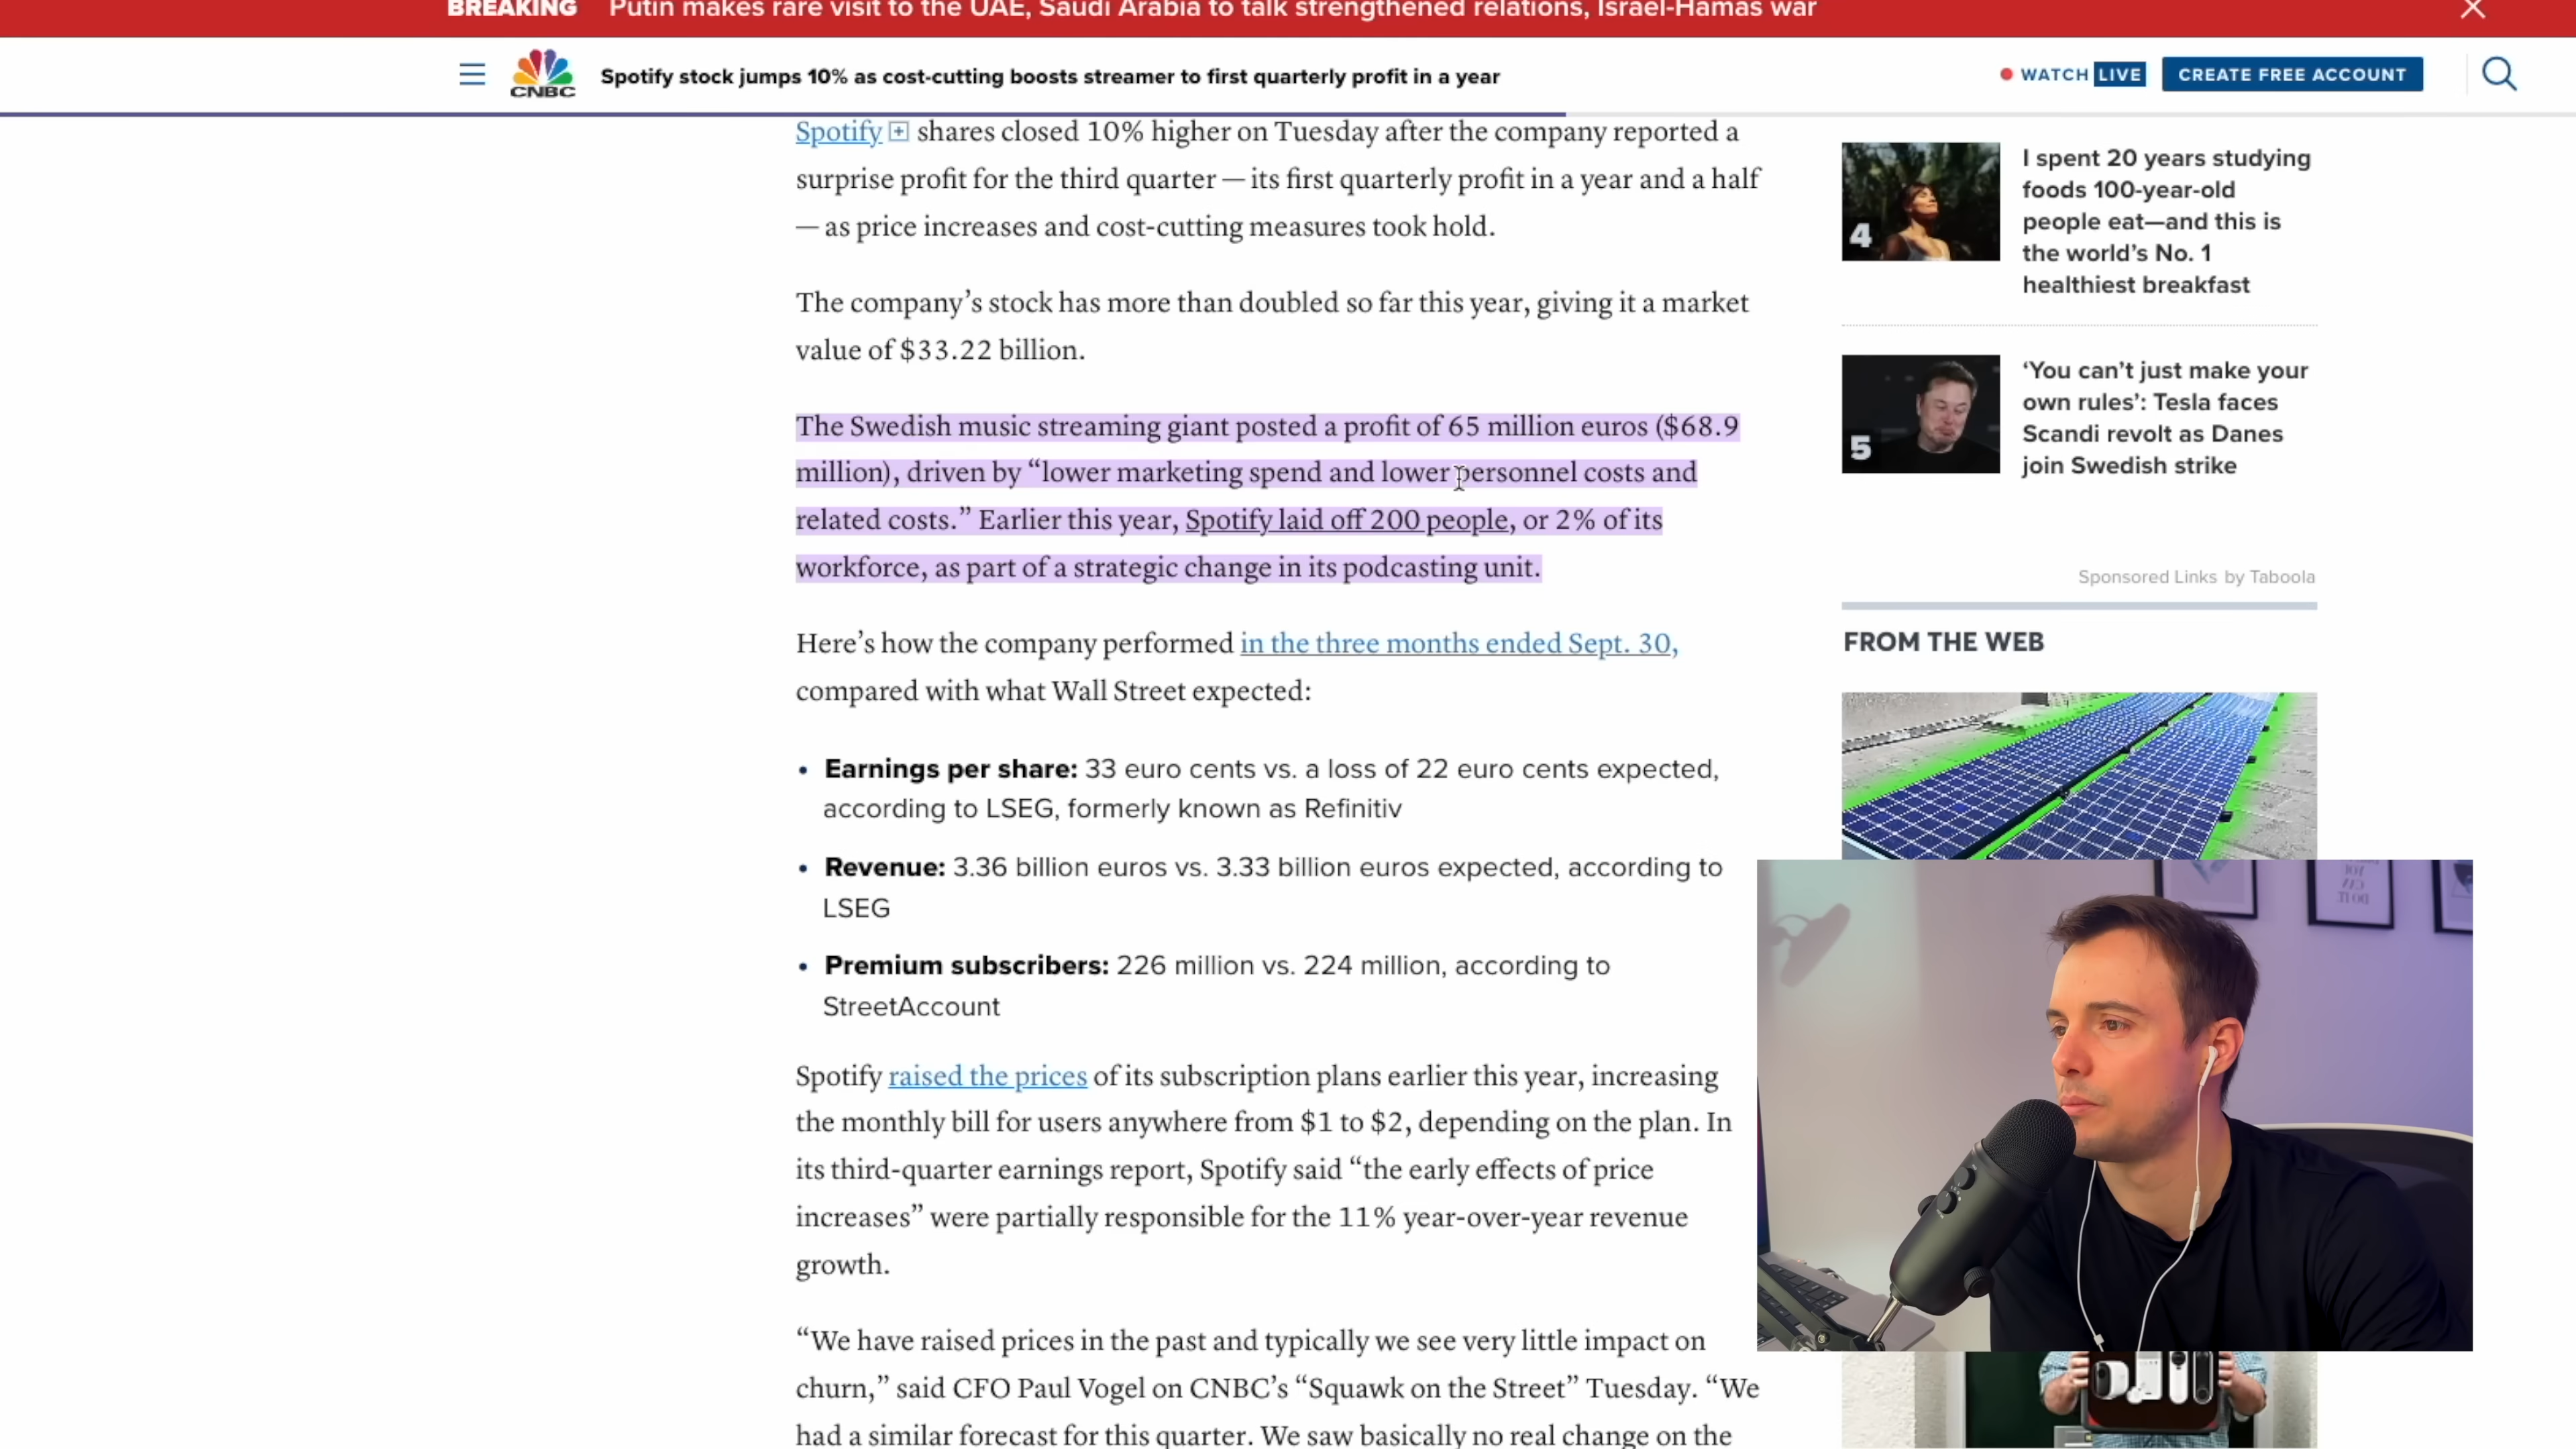 BREAKING Putin makes rare visit to the UAE, Saudi Arabia to talk strengthened relations, Israel-Hamas war
CNBC
Spotify stock jumps 10% as cost-cutting boosts streamer to first quarterly profit in a year
WATCH LIVE
CREATE FREE ACCOUNT
Spotify shares closed 10% higher on Tuesday after the company reported a
surprise profit for the third quarter — its first quarterly profit in a year and a half
— as price increases and cost-cutting measures took hold.
The company’s stock has more than doubled so far this year, giving it a market
value of $33.22 billion.
The Swedish music streaming giant posted a profit of 65 million euros ($68.9
million), driven by “lower marketing spend and lower personnel costs and
related costs.” Earlier this year, Spotify laid off 200 people, or 2% of its
workforce, as part of a strategic change in its podcasting unit.
Here’s how the company performed in the three months ended Sept. 30,
compared with what Wall Street expected:
• Earnings per share: 33 euro cents vs. a loss of 22 euro cents expected,
according to LSEG, formerly known as Refinitiv
• Revenue: 3.36 billion euros vs. 3.33 billion euros expected, according to
LSEG
• Premium subscribers: 226 million vs. 224 million, according to
StreetAccount
Spotify raised the prices of its subscription plans earlier this year, increasing
the monthly bill for users anywhere from $1 to $2, depending on the plan. In
its third-quarter earnings report, Spotify said “the early effects of price
increases” were partially responsible for the 11% year-over-year revenue
growth.
“We have raised prices in the past and typically we see very little impact on
churn,” said CFO Paul Vogel on CNBC’s “Squawk on the Street” Tuesday. “We
had a similar forecast for this quarter. We saw basically no real change on the
4
I spent 20 years studying
foods 100-year-old
people eat—and this is
the world’s No. 1
healthiest breakfast
5
‘You can’t just make your
own rules’: Tesla faces
Scandi revolt as Danes
join Swedish strike
Sponsored Links by Taboola
FROM THE WEB